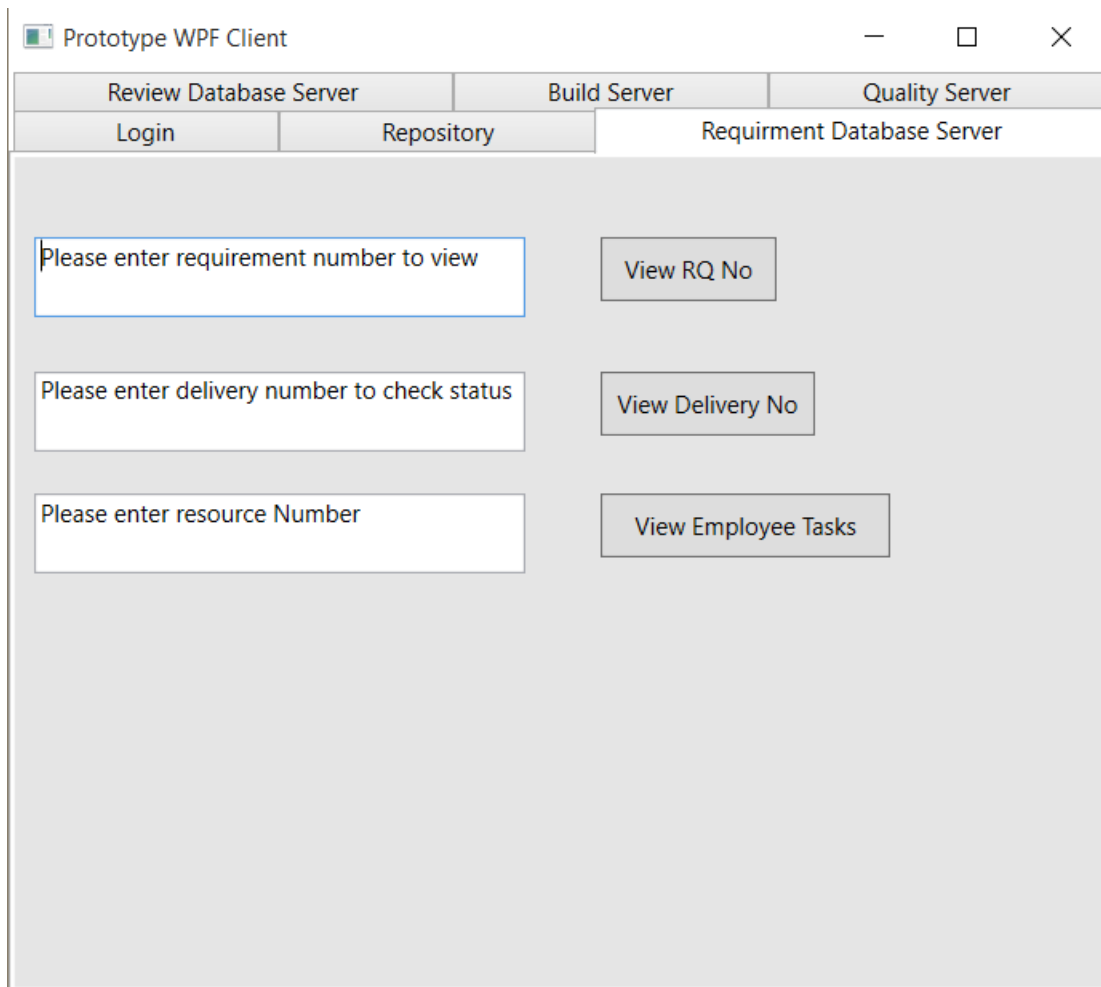 Prototype WPF Client
Review Database Server
Build Server
Quality Server
Login
Repository
Requirment Database Server
Please enter requirement number to view
View RQ No
Please enter delivery number to check status
View Delivery No
Please enter resource Number
View Employee Tasks